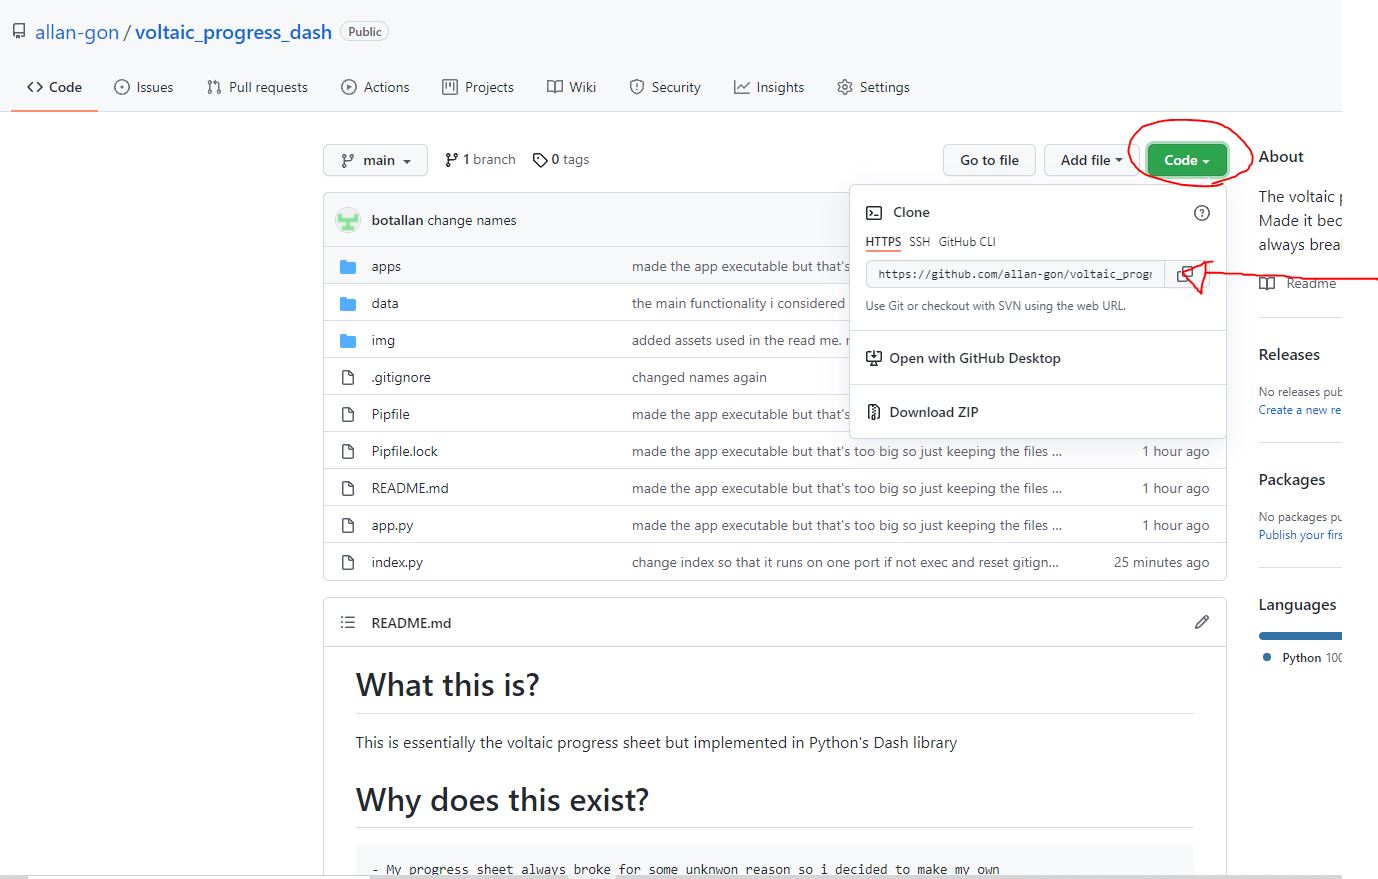 allan-gon / voltaic_progress_dash Public
Code Issues Pull requests Actions Projects Wiki Security Insights Settings
main 1 branch 0 tags Go to file Add file Code
About
The voltaic
Made it bec
always brea
Readme
Releases
No releases pub
Create a new re
Packages
No packages pu
Publish your firs
Languages
Python 100
botallan change names
Clone
HTTPS SSH GitHub CLI
https://github.com/allan-gon/voltaic_progr
Use Git or checkout with SVN using the web URL.
Open with GitHub Desktop
Download ZIP
apps made the app executable but that's
data the main functionality i considered
img added assets used in the read me.
.gitignore changed names again
Pipfile made the app executable but that's
Pipfile.lock made the app executable but that's too big so just keeping the files ... 1 hour ago
README.md made the app executable but that's too big so just keeping the files ... 1 hour ago
app.py made the app executable but that's too big so just keeping the files ... 1 hour ago
index.py change index so that it runs on one port if not exec and reset gitign... 25 minutes ago
README.md
What this is?
This is essentially the voltaic progress sheet but implemented in Python's Dash library
Why does this exist?
- My progress sheet always broke for some unknwon reason so i decided to make my own